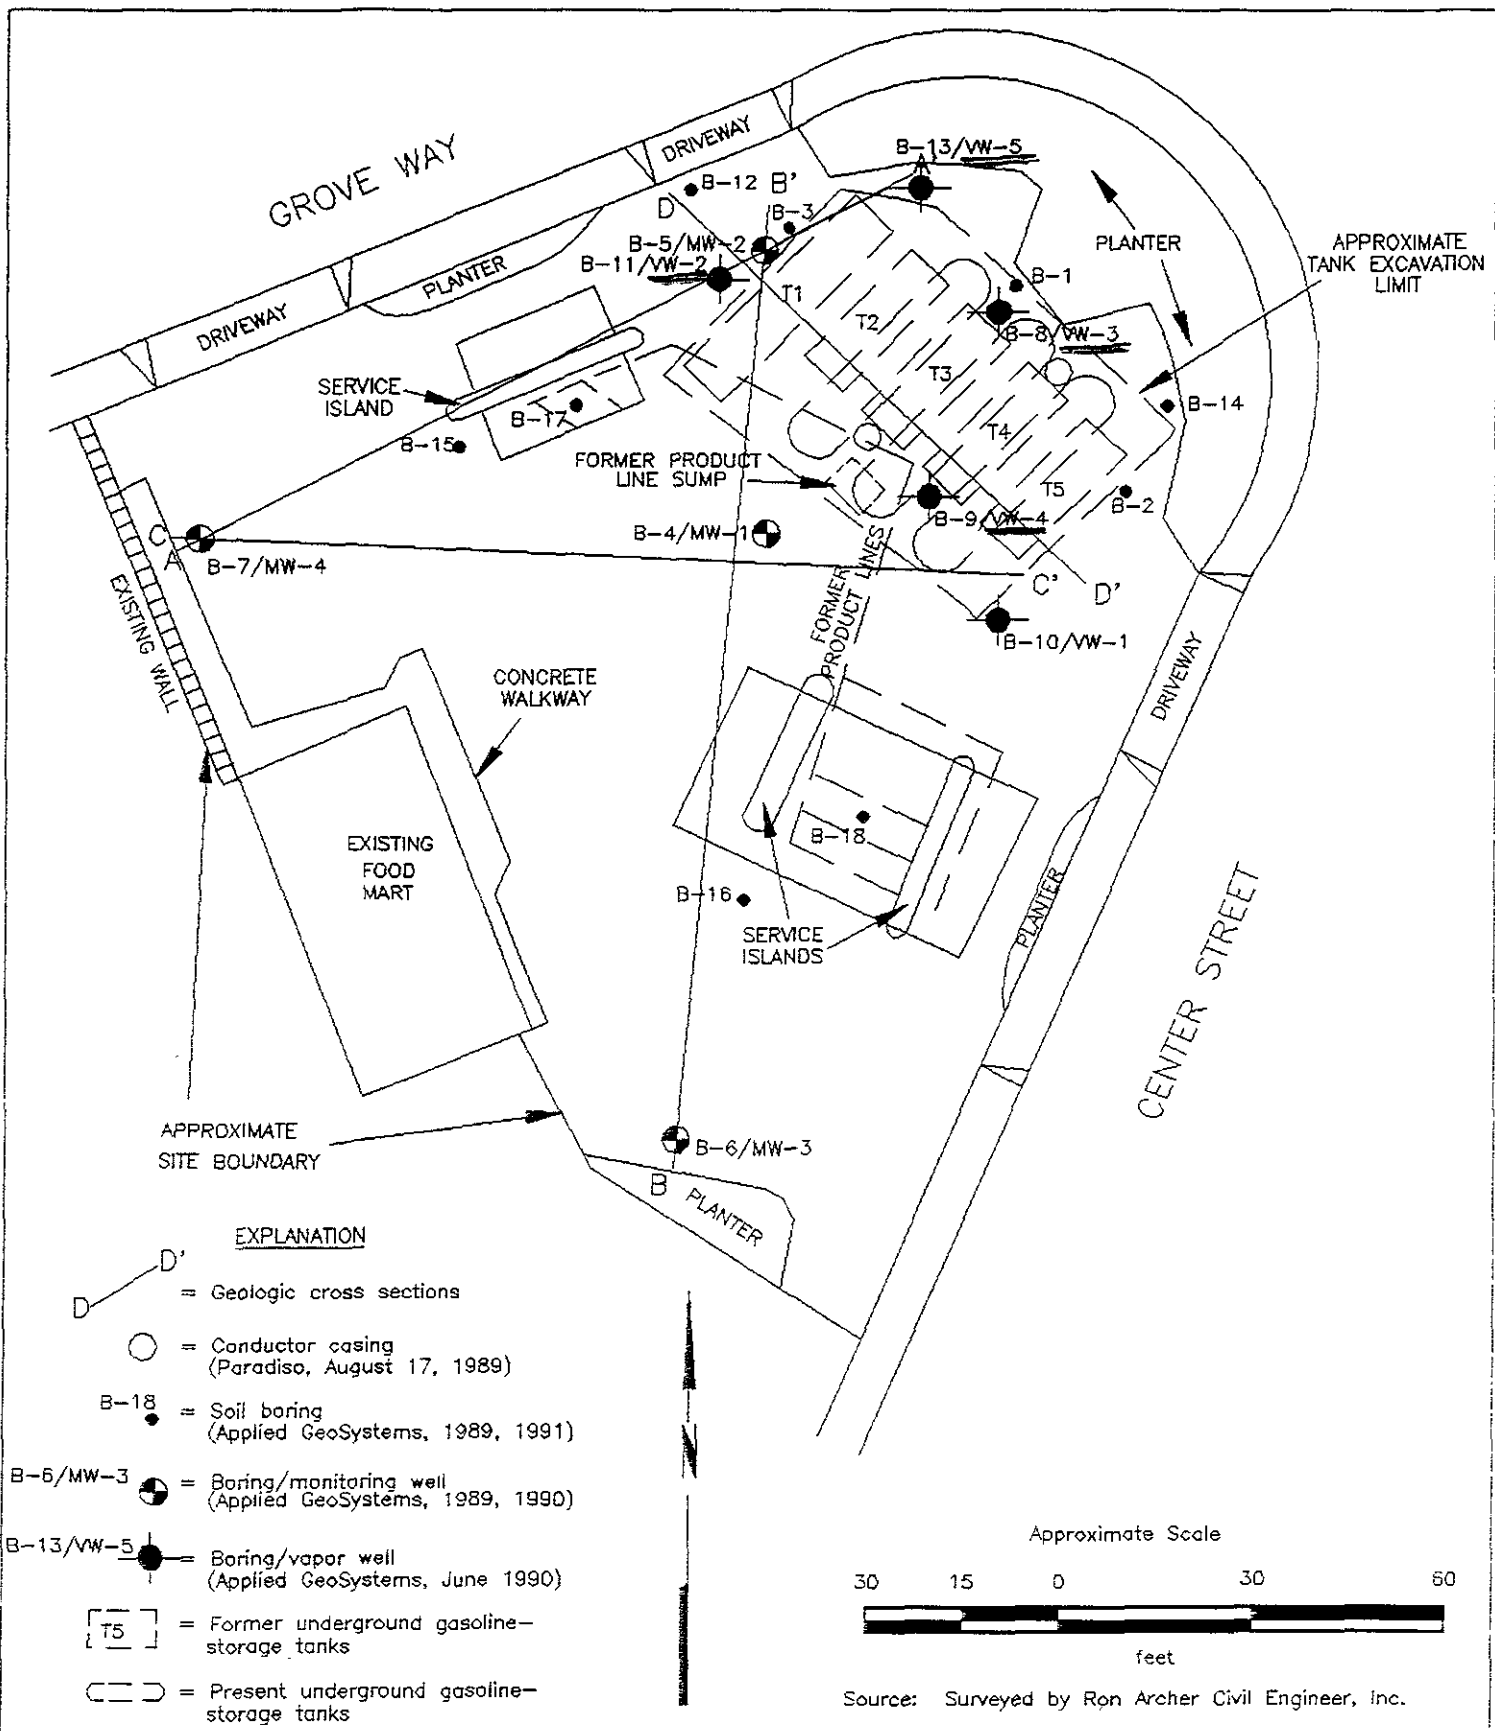 GROVE WAY
DRIVEWAY
DRIVEWAY
PLANTER
B-13/VW-5
A'
B-12
D
B'
B-3
B-5/MW-2
B-11/VW-2
T1
T2
T3
T4
T5
B-1
B-8/VW-3
PLANTER
APPROXIMATE
TANK EXCAVATION
LIMIT
B-14
B-2
SERVICE
ISLAND
B-17
B-15
FORMER PRODUCT
LINE SUMP
B-9/VW-4
B-4/MW-1
C
A
B-7/MW-4
C'
D'
FORMER
PRODUCT LINES
B-10/VW-1
EXISTING WALL
CONCRETE
WALKWAY
DRIVEWAY
EXISTING
FOOD
MART
B-18
B-16
SERVICE
ISLANDS
PLANTER
CENTER STREET
APPROXIMATE
SITE BOUNDARY
B-6/MW-3
B
PLANTER
EXPLANATION
D D'
= Geologic cross sections
= Conductor casing
(Paradiso, August 17, 1989)
B-18
= Soil boring
(Applied GeoSystems, 1989, 1991)
B-6/MW-3
= Boring/monitoring well
(Applied GeoSystems, 1989, 1990)
B-13/VW-5
= Boring/vapor well
(Applied GeoSystems, June 1990)
T5
= Former underground gasoline-
storage tanks
= Present underground gasoline-
storage tanks
N
Approximate Scale
30 15 0 30 60
feet
Source: Surveyed by Ron Archer Civil Engineer, Inc.